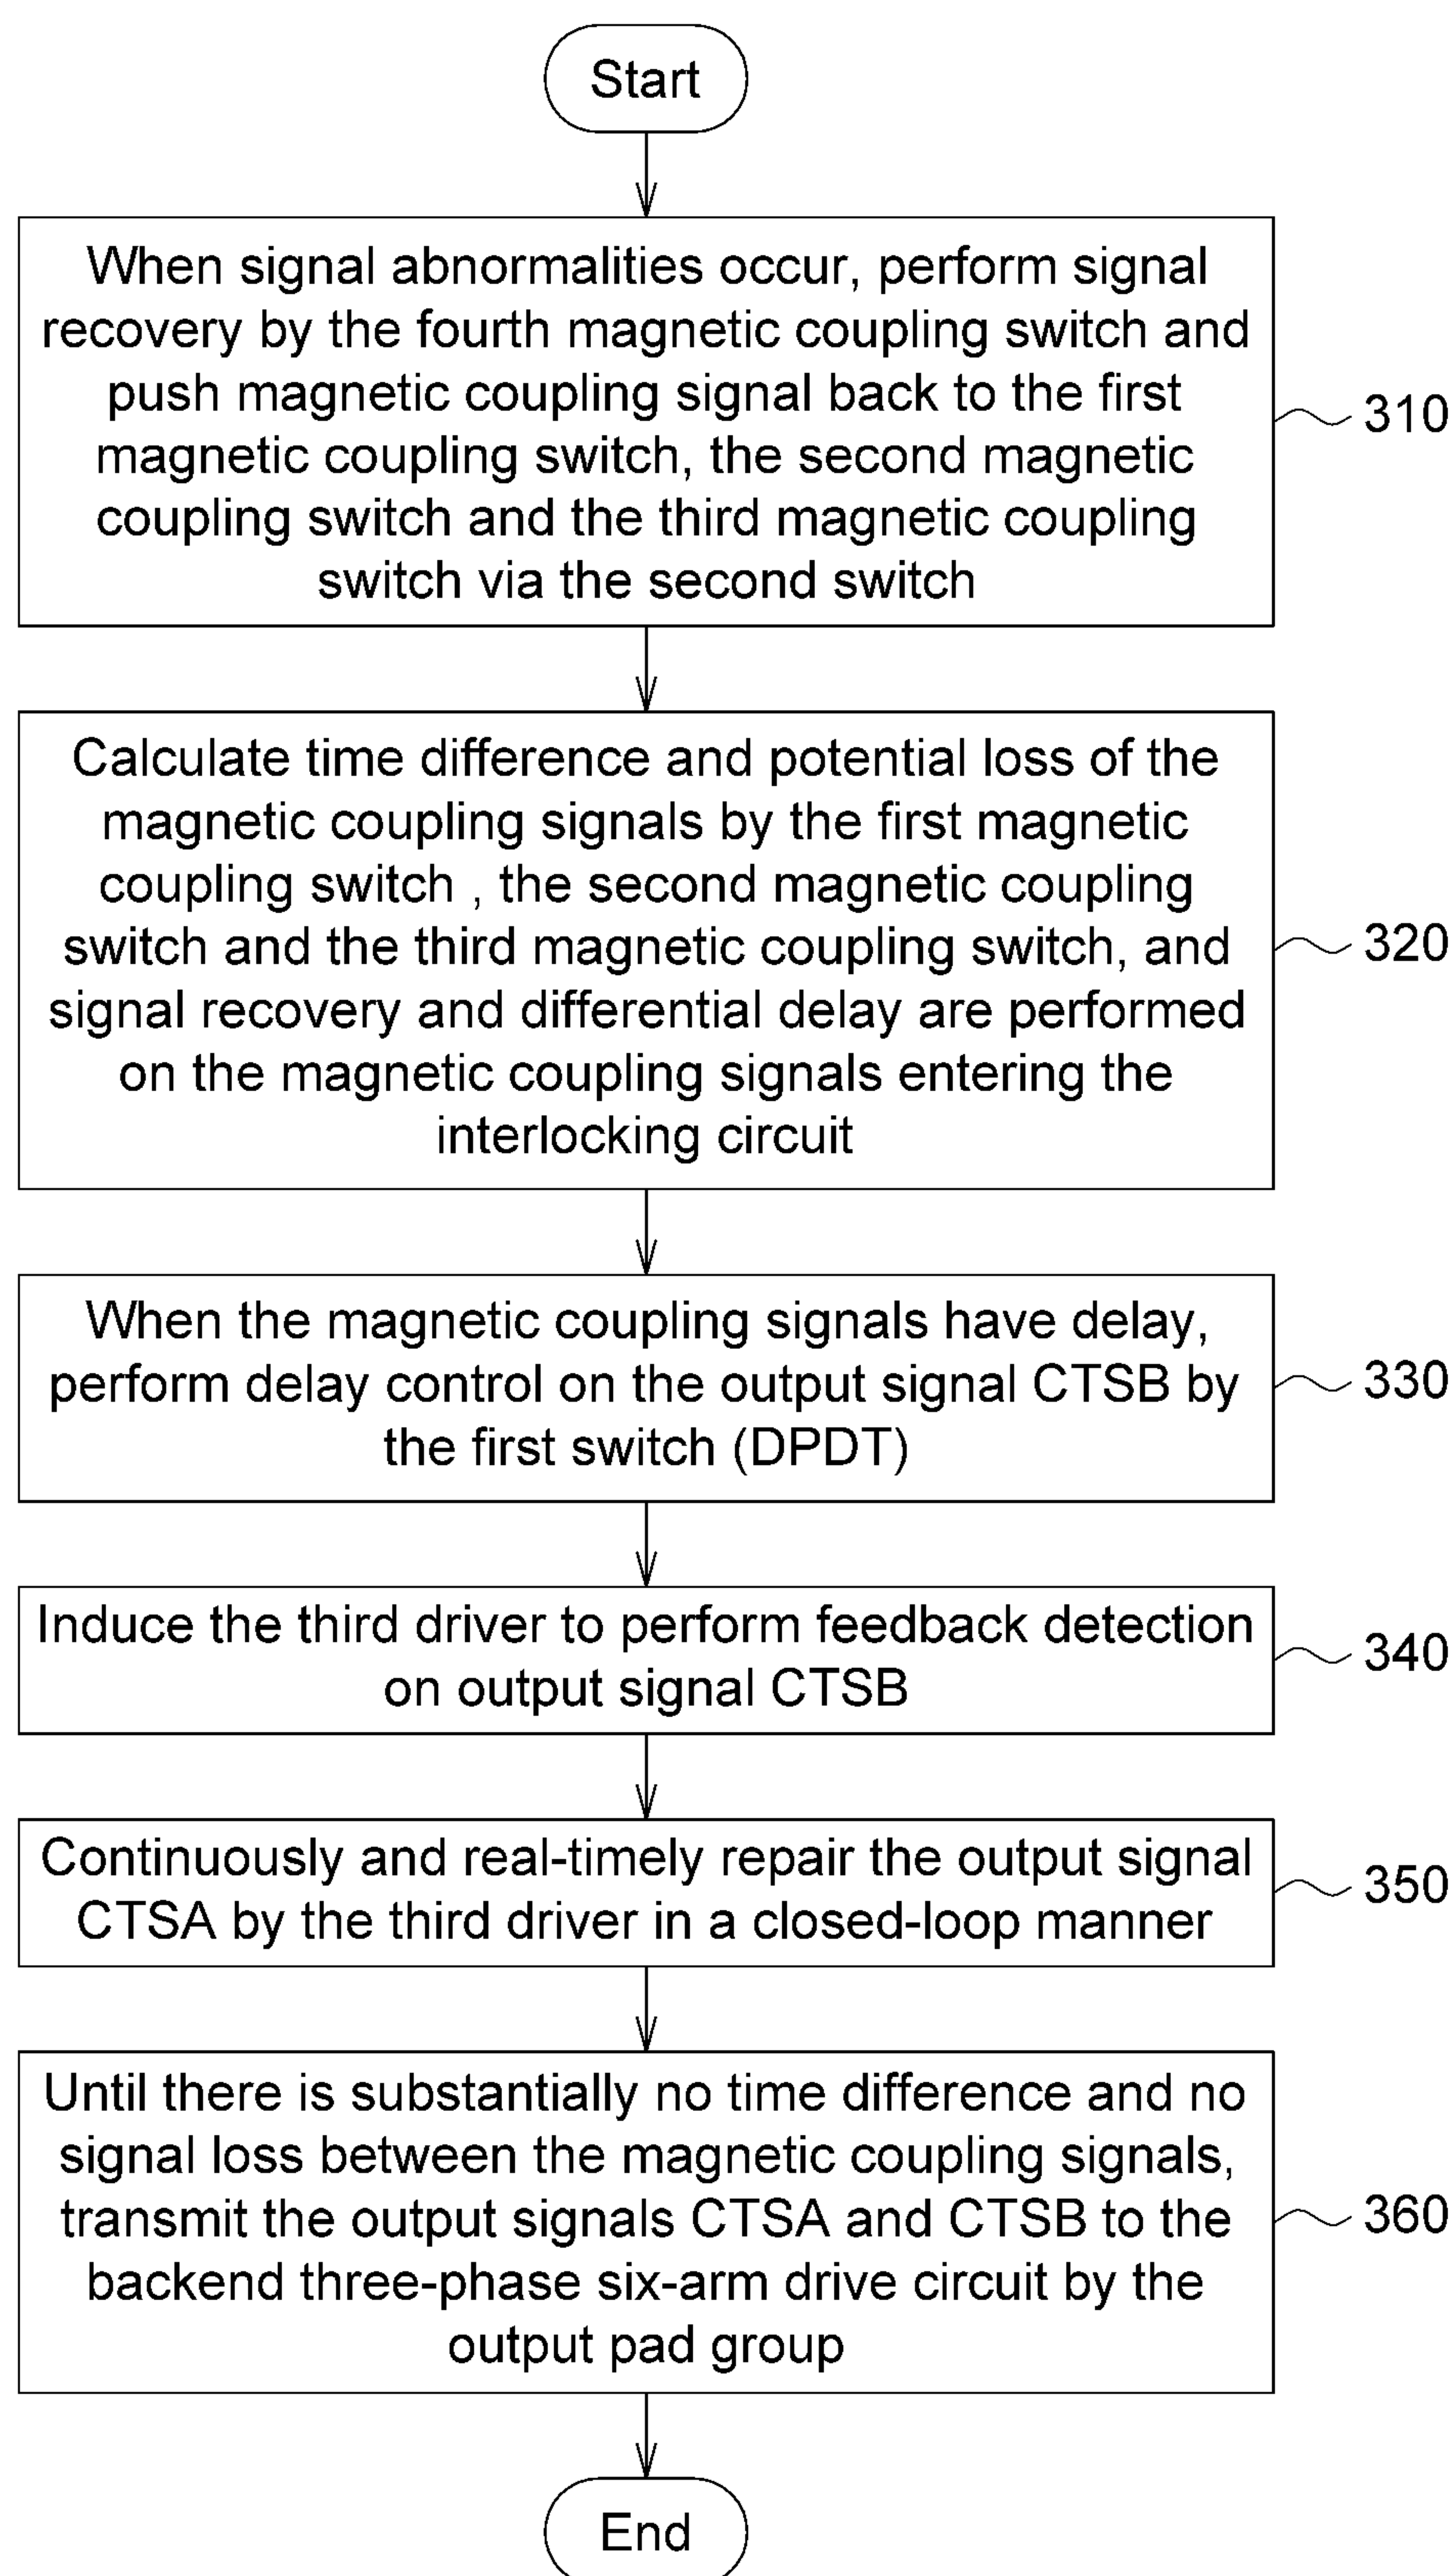 Start
When signal abnormalities occur, perform signal
recovery by the fourth magnetic coupling switch and
push magnetic coupling signal back to the first
magnetic coupling switch, the second magnetic
coupling switch and the third magnetic coupling
switch via the second switch
310
Calculate time difference and potential loss of the
magnetic coupling signals by the first magnetic
coupling switch , the second magnetic coupling
switch and the third magnetic coupling switch, and
signal recovery and differential delay are performed
on the magnetic coupling signals entering the
interlocking circuit
320
When the magnetic coupling signals have delay,
perform delay control on the output signal CTSB by
the first switch (DPDT)
330
Induce the third driver to perform feedback detection
on output signal CTSB
340
Continuously and real-timely repair the output signal
CTSA by the third driver in a closed-loop manner
350
Until there is substantially no time difference and no
signal loss between the magnetic coupling signals,
transmit the output signals CTSA and CTSB to the
backend three-phase six-arm drive circuit by the
output pad group
360
End